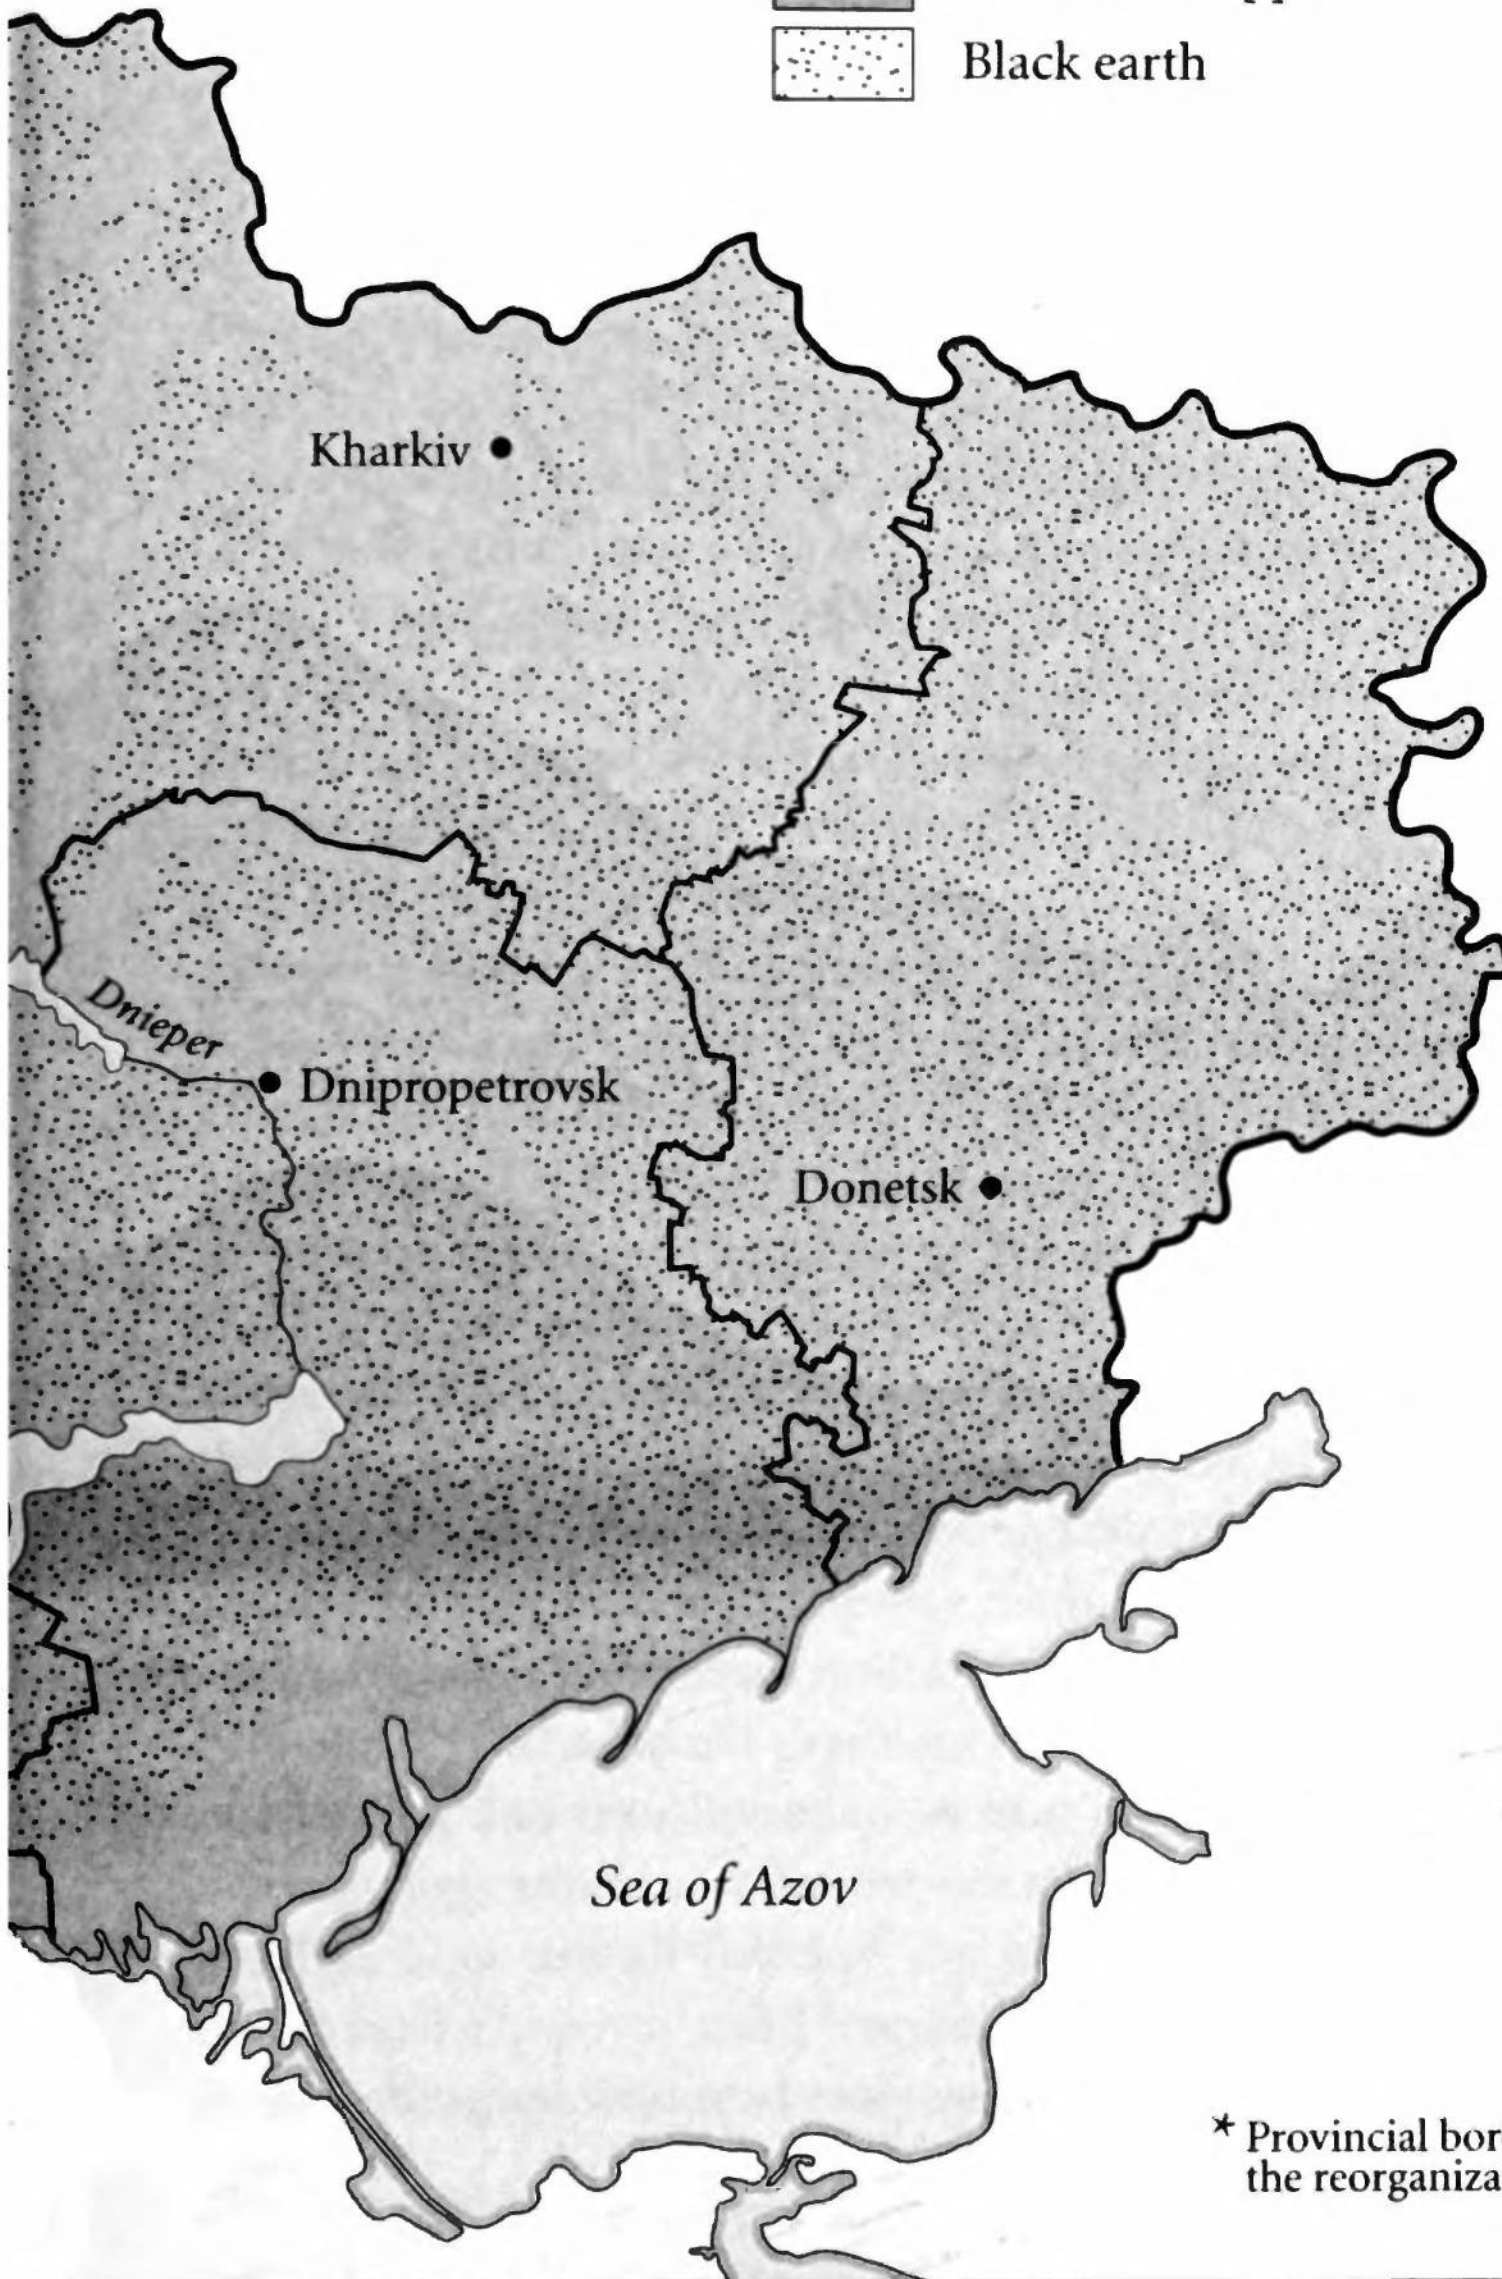 Black earth
Kharkiv
Dnieper
Dnipropetrovsk
Donetsk
Sea of Azov
* Provincial bor
the reorganiza